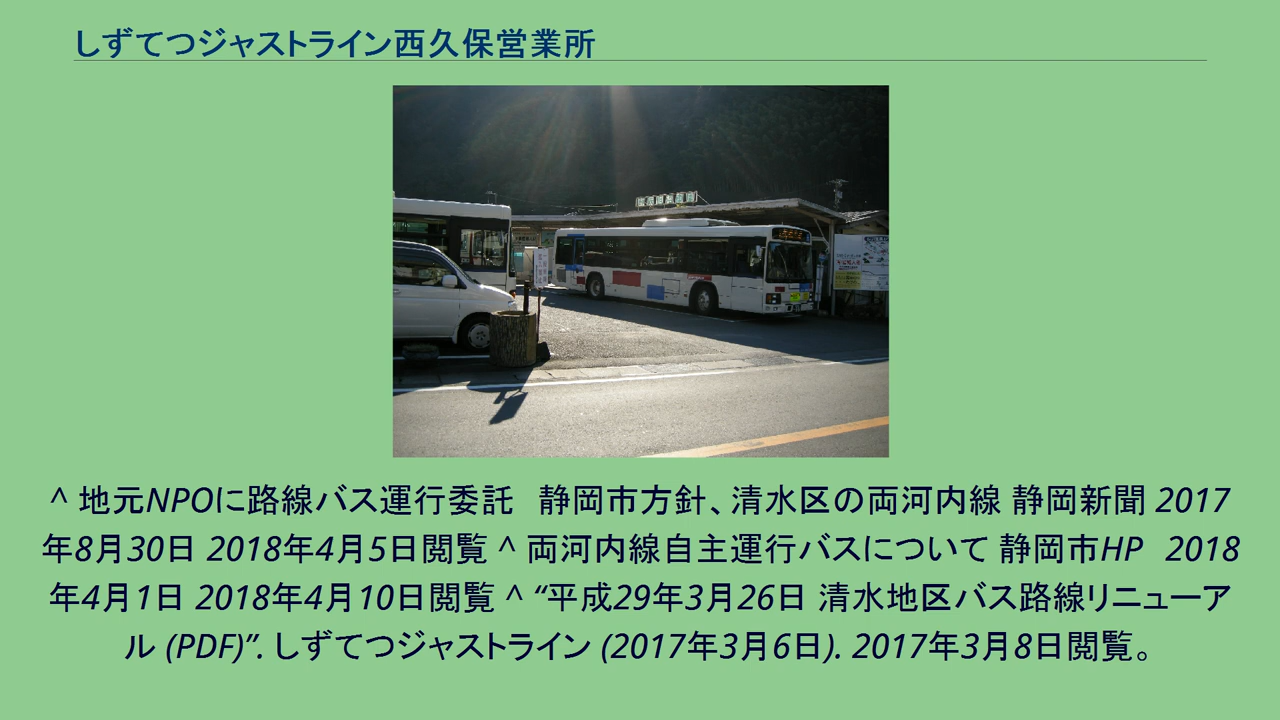 しずてつジャストライン西久保営業所
^ 地元NPOに路線バス運行委託　静岡市方針、清水区の両河内線 静岡新聞 2017
年8月30日 2018年4月5日閲覧 ^ 両河内線自主運行バスについて 静岡市HP　2018
年4月1日 2018年4月10日閲覧 ^ “平成29年3月26日 清水地区バス路線リニューア
ル (PDF)”. しずてつジャストライン (2017年3月6日). 2017年3月8日閲覧。